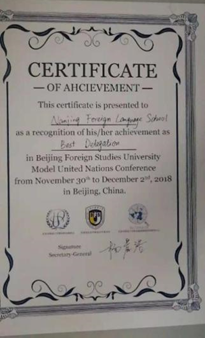 CERTIFICATE
— OF AHCIEVEMENT —
This certificate is presented to
Nanjing Foreign Language School
as a recognition of his/her achievement as
Best Delegation
in Beijing Foreign Studies University
Model United Nations Conference
from November 30th to December 2nd, 2018
in Beijing, China.
Signature:
Secretary-General